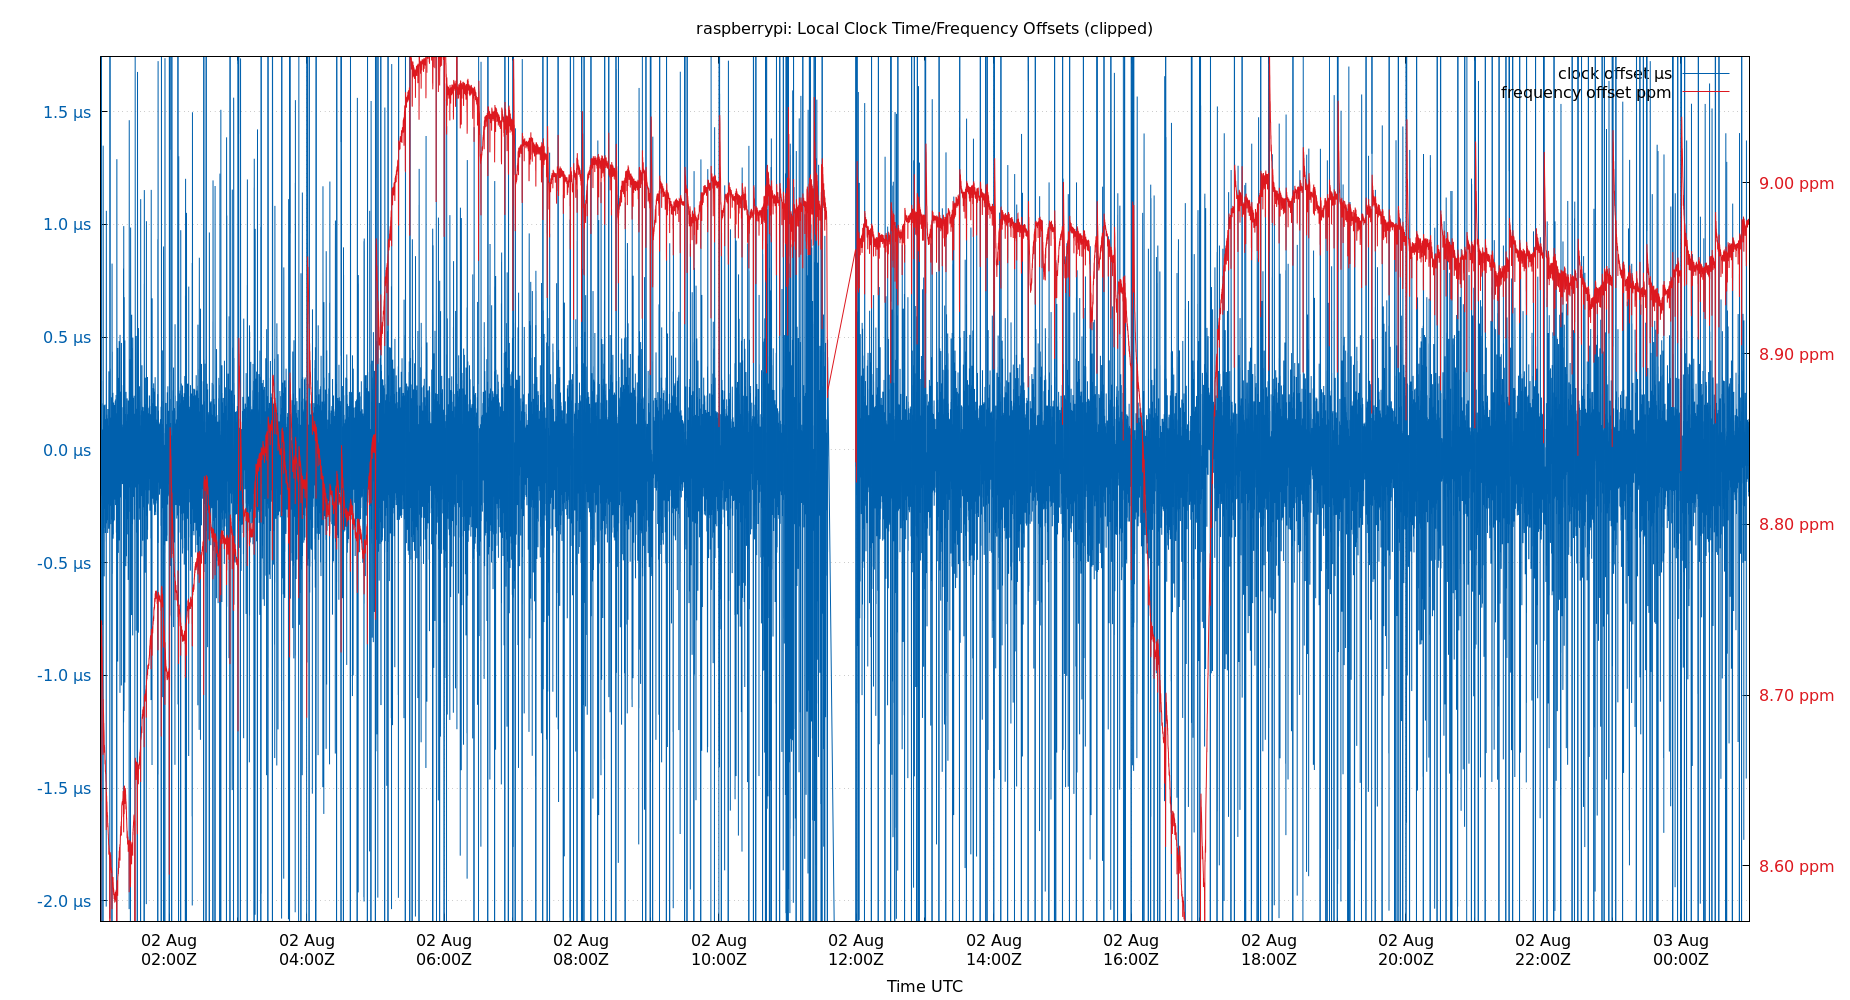 raspberrypi: Local Clock Time/Frequency Offsets (clipped)
clock offset µs
frequency offset ppm
1.5 µs
1.0 µs
0.5 µs
0.0 µs
-0.5 µs
-1.0 µs
-1.5 µs
-2.0 µs
9.00 ppm
8.90 ppm
8.80 ppm
8.70 ppm
8.60 ppm
02 Aug 02 Aug 02 Aug 02 Aug 02 Aug 02 Aug 02 Aug 02 Aug 02 Aug 02 Aug 02 Aug 03 Aug
02:00Z 04:00Z 06:00Z 08:00Z 10:00Z 12:00Z 14:00Z 16:00Z 18:00Z 20:00Z 22:00Z 00:00Z
Time UTC